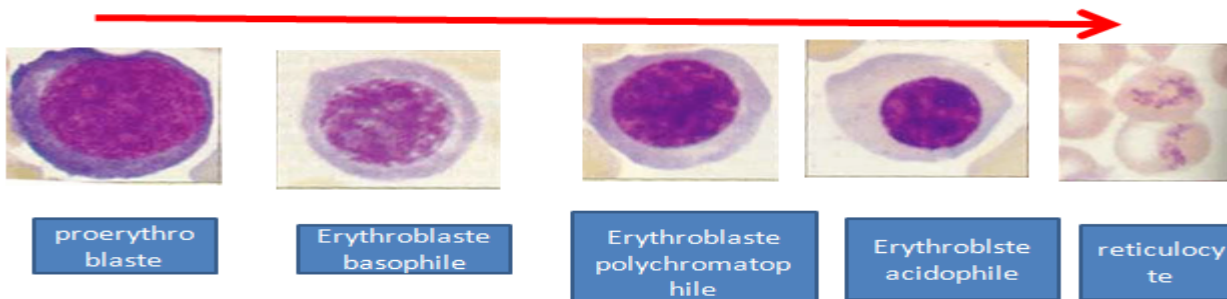 proerythro
blaste
Erythroblaste
basophile
Erythroblaste
polychromatop
hile
Erythroblste
acidophile
reticulocy
te